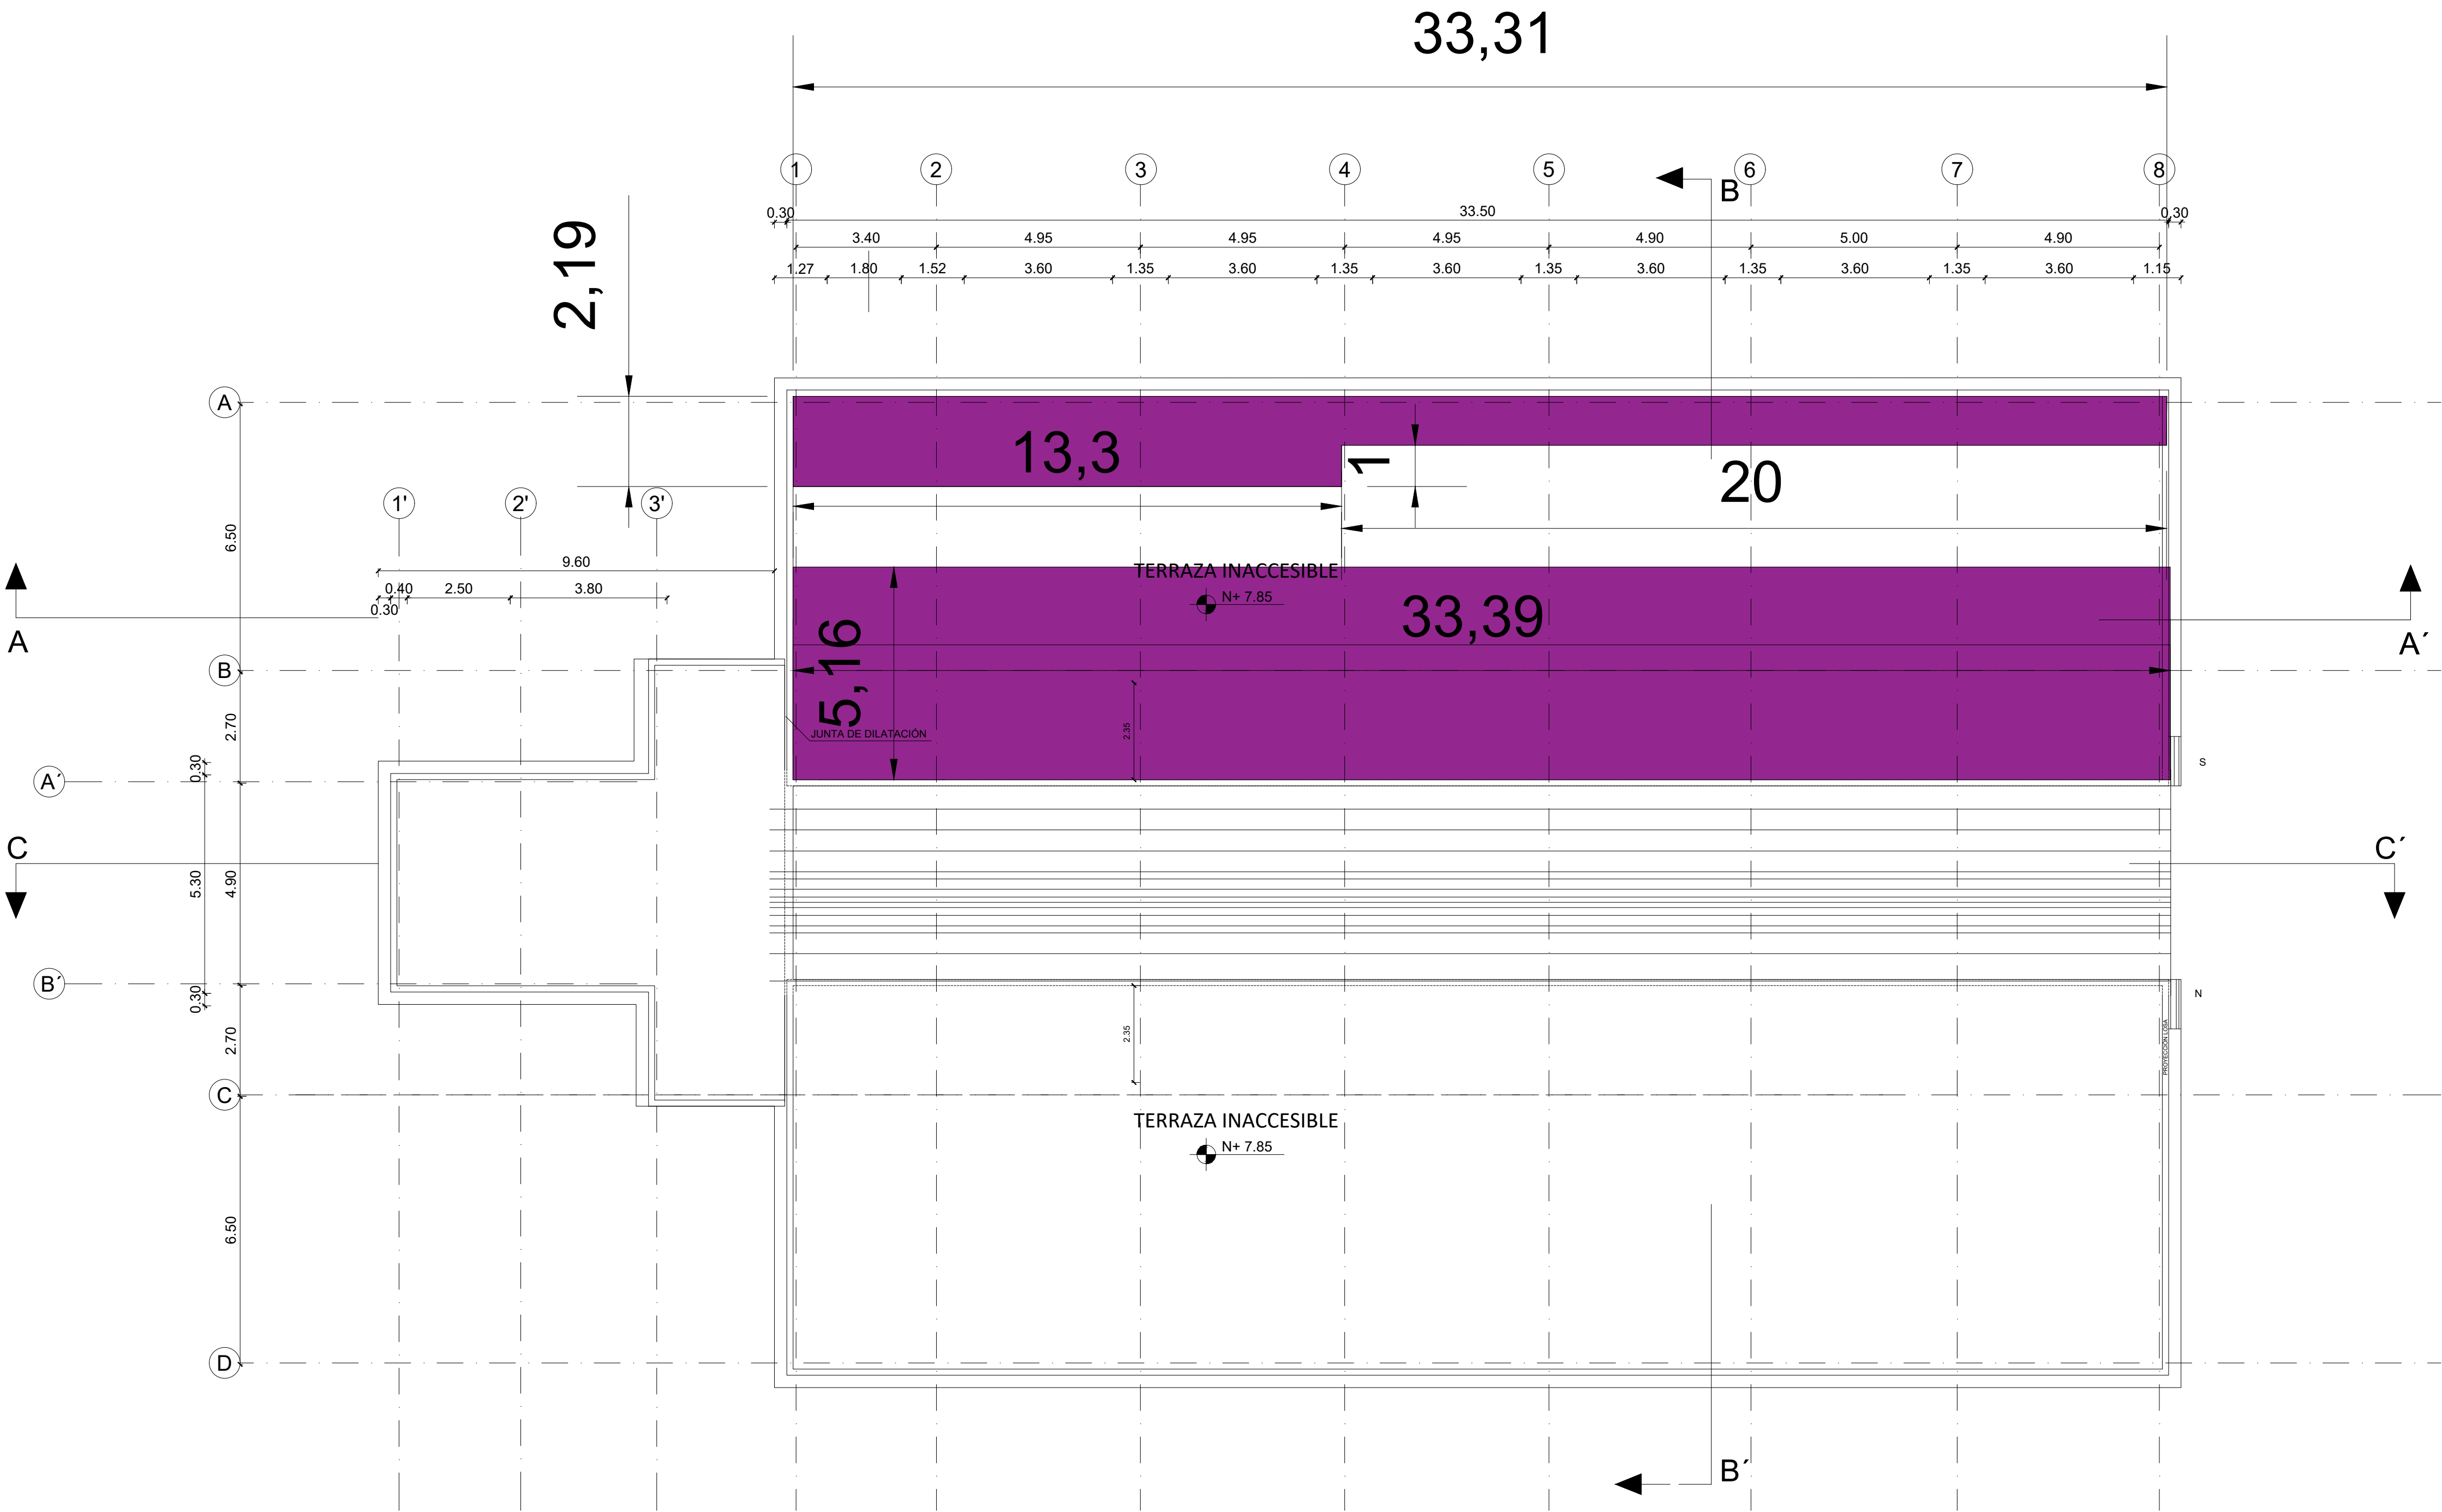 33,31
1 2 3 4 5 6 7 8
B
0.30 33.50 0.30
2,19
3.40 4.95 4.95 4.95 4.90 5.00 4.90
1.27 1.80 1.52 3.60 1.35 3.60 1.35 3.60 1.35 3.60 1.35 3.60 1.35 3.60 1.15
A
13,3
1
20
1' 2' 3'
6.50
9.60
TERRAZA INACCESIBLE
0.40 2.50 3.80
N+ 7.85
0.30
33,39
A
A´
5,16
B
2.70
2.35
JUNTA DE DILATACIÓN
0.30
S
A´
C
C´
5.30
4.90
B´
0.30
N
2.70
2.35
PROYECCIÓN LOSA
C
TERRAZA INACCESIBLE
N+ 7.85
6.50
D
B´